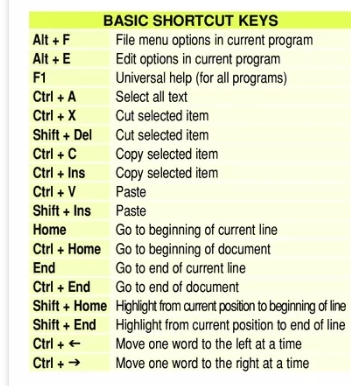 BASIC SHORTCUT KEYS
Alt + F File menu options in current program
Alt + E Edit options in current program
F1 Universal help (for all programs)
Ctrl + A Select all text
Ctrl + X Cut selected item
Shift + Del Cut selected item
Ctrl + C Copy selected item
Ctrl + Ins Copy selected item
Ctrl + V Paste
Shift + Ins Paste
Home Go to beginning of current line
Ctrl + Home Go to beginning of document
End Go to end of current line
Ctrl + End Go to end of document
Shift + Home Highlight from current position to beginning of line
Shift + End Highlight from current position to end of line
Ctrl + ← Move one word to the left at a time
Ctrl + → Move one word to the right at a time